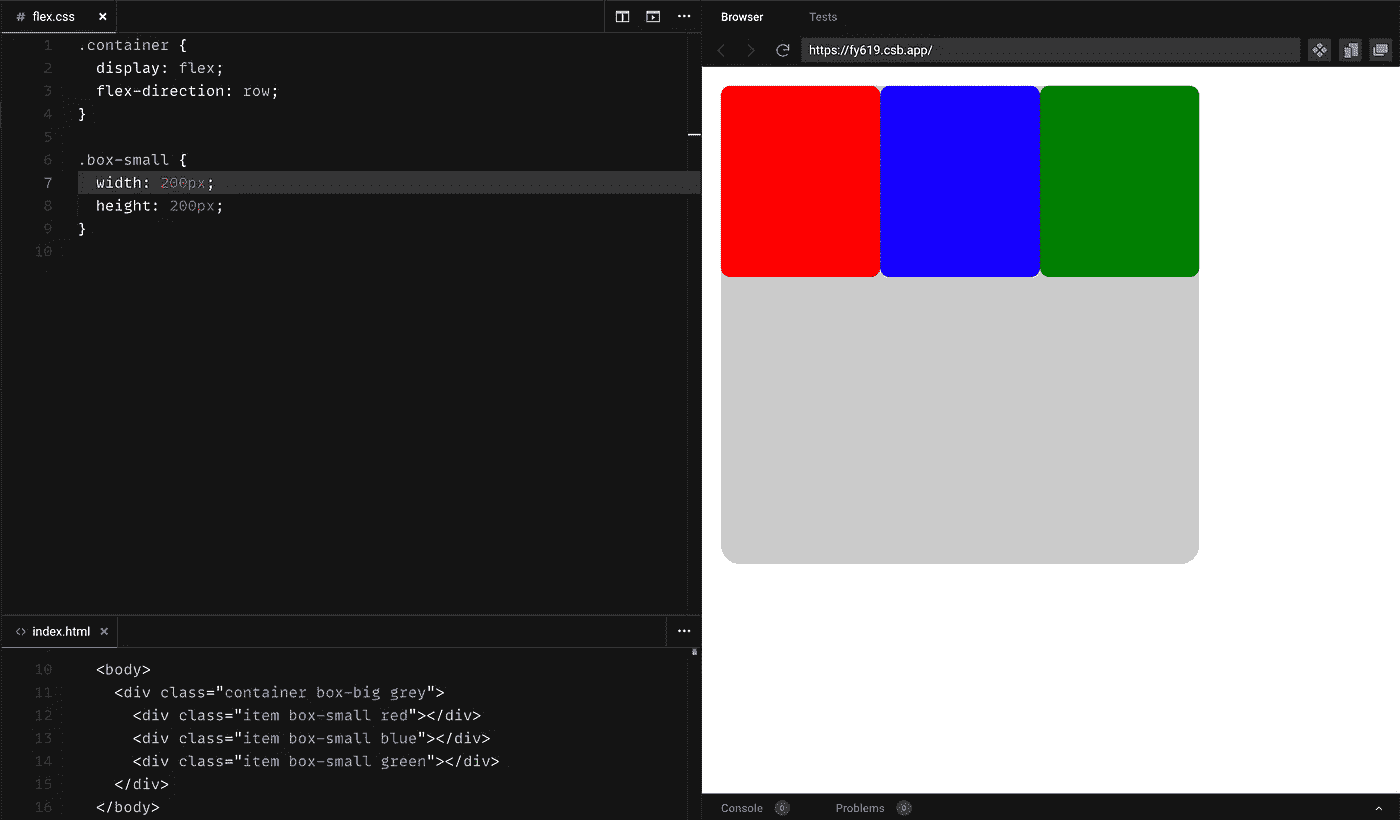 # flex.css ×
1 .container {
2 display: flex;
3 flex-direction: row;
4 }
5
6 .box-small {
7 width: 200px;
8 height: 200px;
9 }
10
<> index.html ×
10 <body>
11 <div class="container box-big grey">
12 <div class="item box-small red"></div>
13 <div class="item box-small blue"></div>
14 <div class="item box-small green"></div>
15 </div>
16 </body>
Browser Tests
https://fy619.csb.app/
Console 0 Problems 0